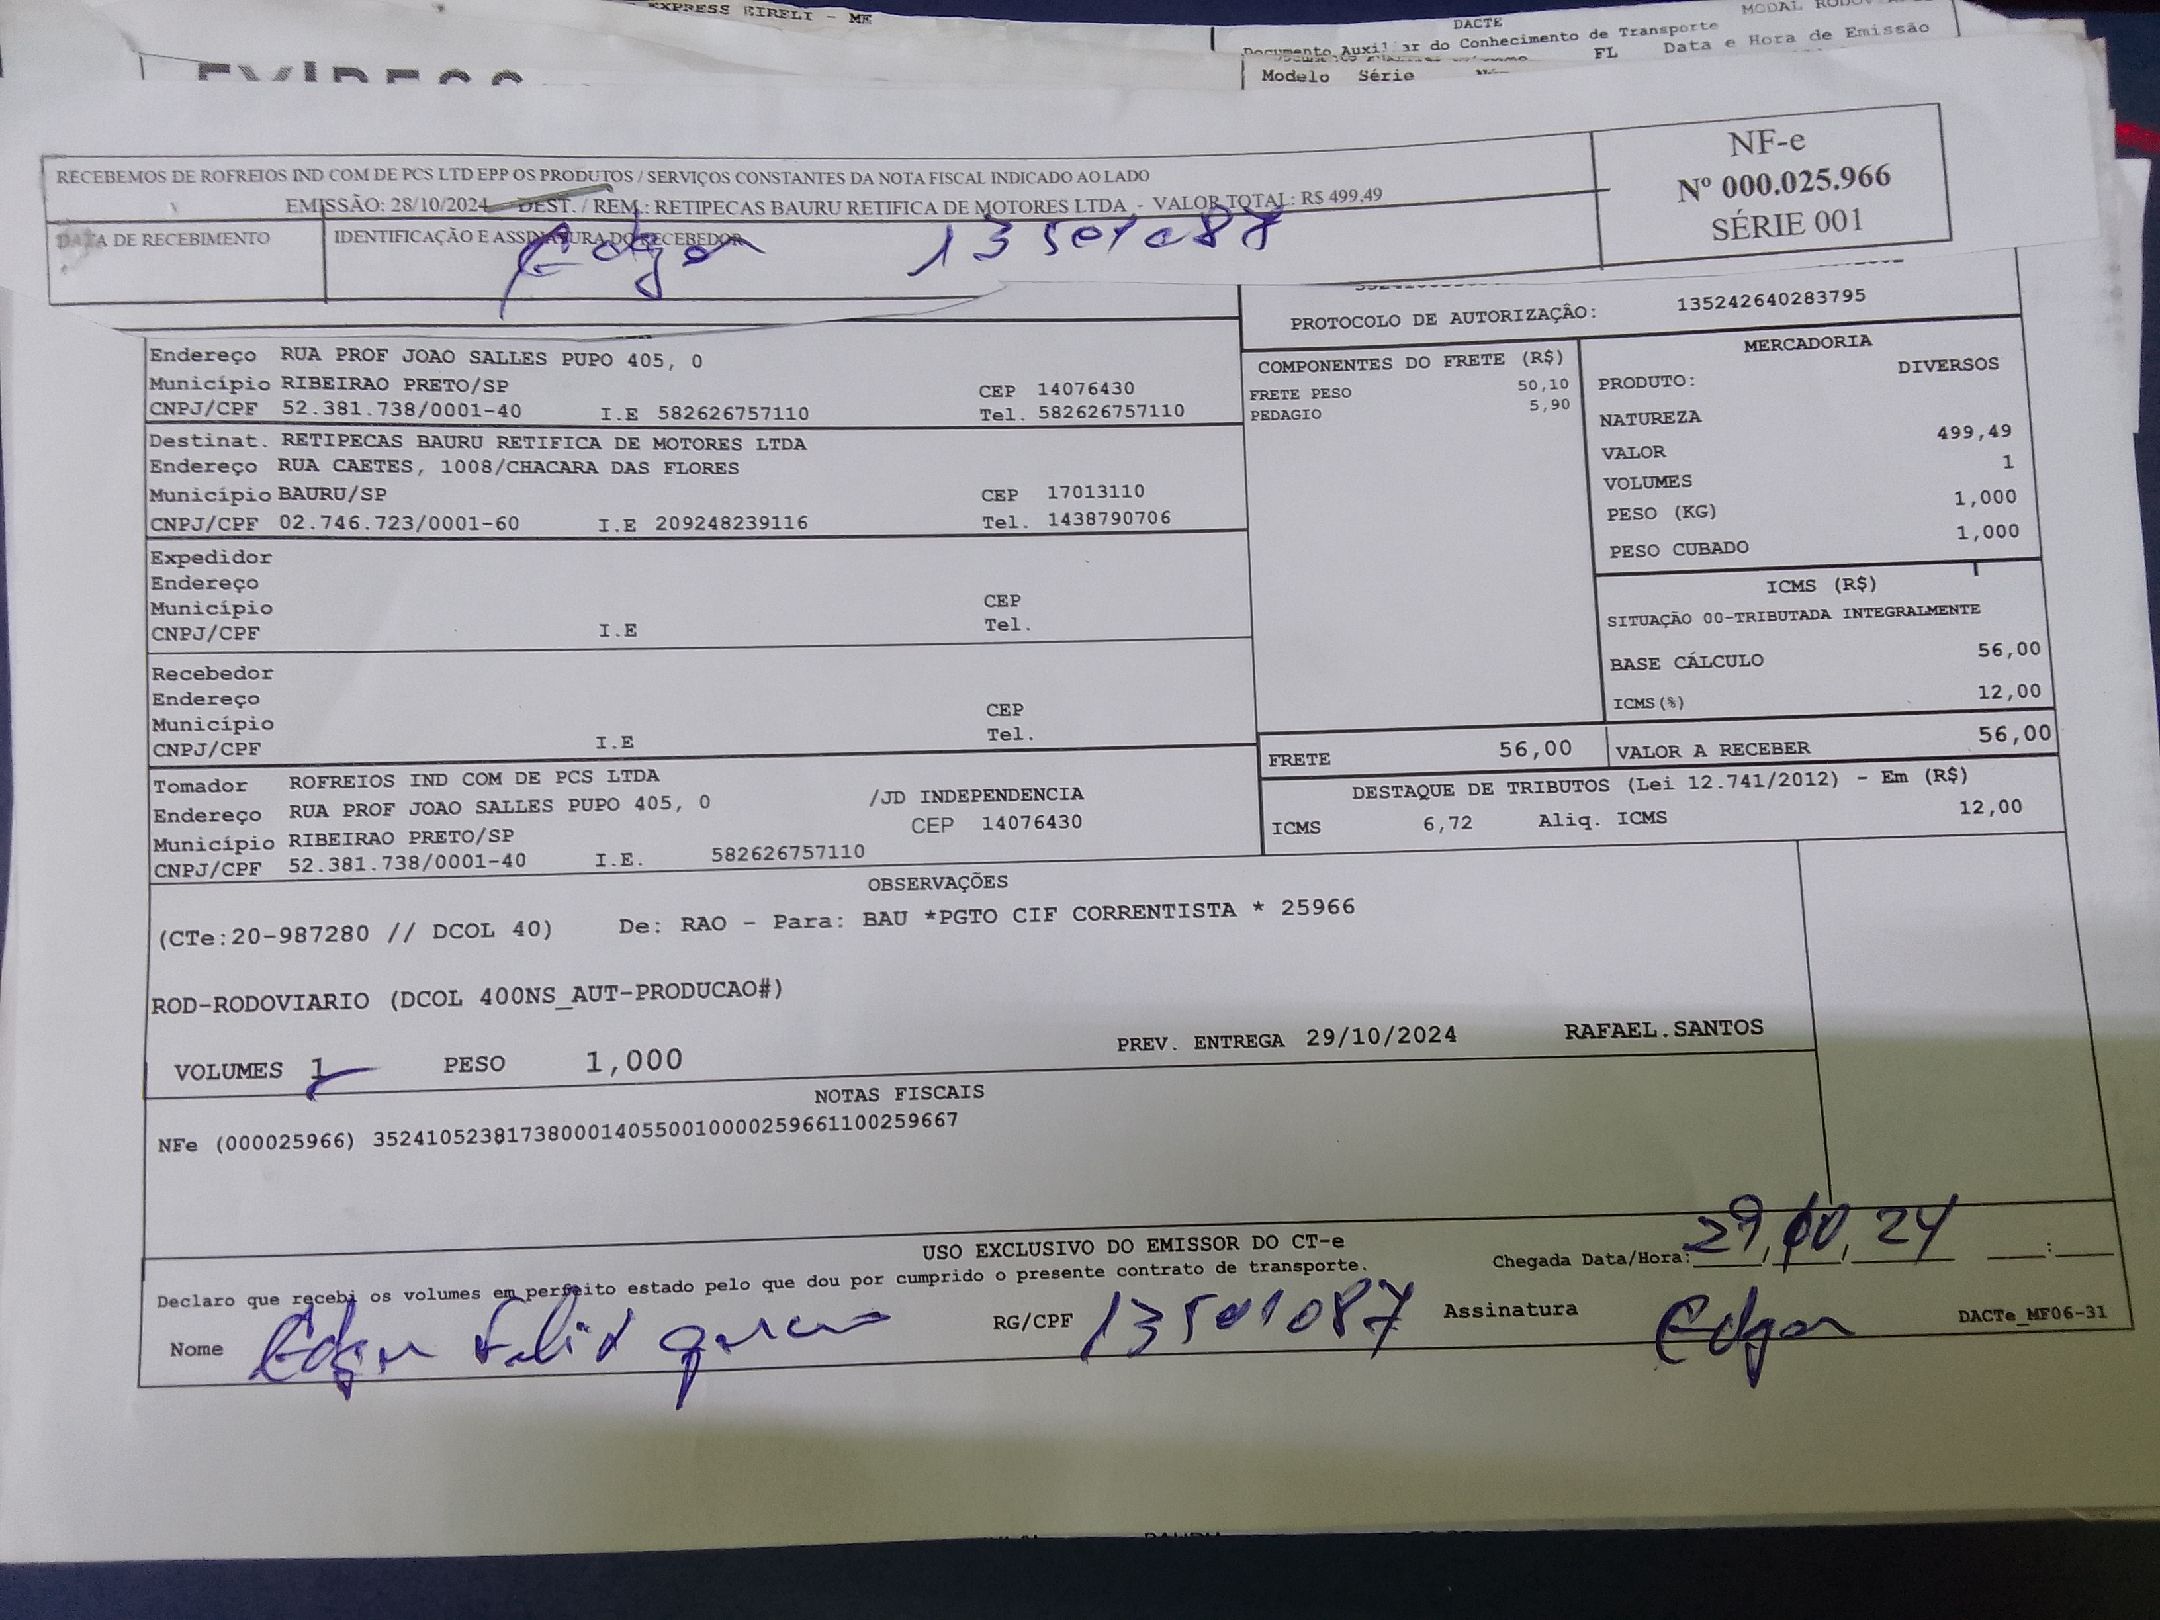 EXPRESS EIRELI - ME
DACTE
MODAL
Documento Auxiliar do Conhecimento de Transporte
FL Data e Hora de Emissão
Modelo Série
EXPRESS
RECEBEMOS DE ROFREIOS IND COM DE PCS LTD EPP OS PRODUTOS / SERVIÇOS CONSTANTES DA NOTA FISCAL INDICADO AO LADO
EMISSÃO: 28/10/2024 DEST. / REM.: RETIPECAS BAURU RETIFICA DE MOTORES LTDA - VALOR TOTAL: R$ 499,49
NF-e
Nº 000.025.966
SÉRIE 001
DATA DE RECEBIMENTO
IDENTIFICAÇÃO E ASSINATURA DO RECEBEDOR
Edgar 13501087
PROTOCOLO DE AUTORIZAÇÃO: 135242640283795
Endereço RUA PROF JOAO SALLES PUPO 405, 0
Município RIBEIRAO PRETO/SP CEP 14076430
CNPJ/CPF 52.381.738/0001-40 I.E 582626757110 Tel. 582626757110
Destinat. RETIPECAS BAURU RETIFICA DE MOTORES LTDA
Endereço RUA CAETES, 1008/CHACARA DAS FLORES
Município BAURU/SP CEP 17013110
CNPJ/CPF 02.746.723/0001-60 I.E 209248239116 Tel. 1438790706
Expedidor
Endereço
Município CEP
CNPJ/CPF I.E Tel.
Recebedor
Endereço
Município CEP
CNPJ/CPF I.E Tel.
Tomador ROFREIOS IND COM DE PCS LTDA
Endereço RUA PROF JOAO SALLES PUPO 405, 0 /JD INDEPENDENCIA
Município RIBEIRAO PRETO/SP CEP 14076430
CNPJ/CPF 52.381.738/0001-40 I.E. 582626757110
COMPONENTES DO FRETE (R$)
FRETE PESO 50,10
PEDAGIO 5,90
MERCADORIA
PRODUTO: DIVERSOS
NATUREZA
VALOR 499,49
VOLUMES 1
PESO (KG) 1,000
PESO CUBADO 1,000
ICMS (R$)
SITUAÇÃO 00-TRIBUTADA INTEGRALMENTE
BASE CÁLCULO 56,00
ICMS(%) 12,00
FRETE 56,00 VALOR A RECEBER 56,00
DESTAQUE DE TRIBUTOS (Lei 12.741/2012) - Em (R$)
ICMS 6,72 Aliq. ICMS 12,00
OBSERVAÇÕES
(CTe:20-987280 // DCOL 40) De: RAO - Para: BAU *PGTO CIF CORRENTISTA * 25966
ROD-RODOVIARIO (DCOL 400NS_AUT-PRODUCAO#)
PREV. ENTREGA 29/10/2024 RAFAEL.SANTOS
VOLUMES 1 PESO 1,000
NOTAS FISCAIS
NFe (000025966) 35241052381738000140550010000259661100259667
USO EXCLUSIVO DO EMISSOR DO CT-e
Declaro que recebi os volumes em perfeito estado pelo que dou por cumprido o presente contrato de transporte.
Chegada Data/Hora: 29/10/24 :
Nome Edgar RG/CPF 13501087 Assinatura Edgar
DACTe_MF06-31